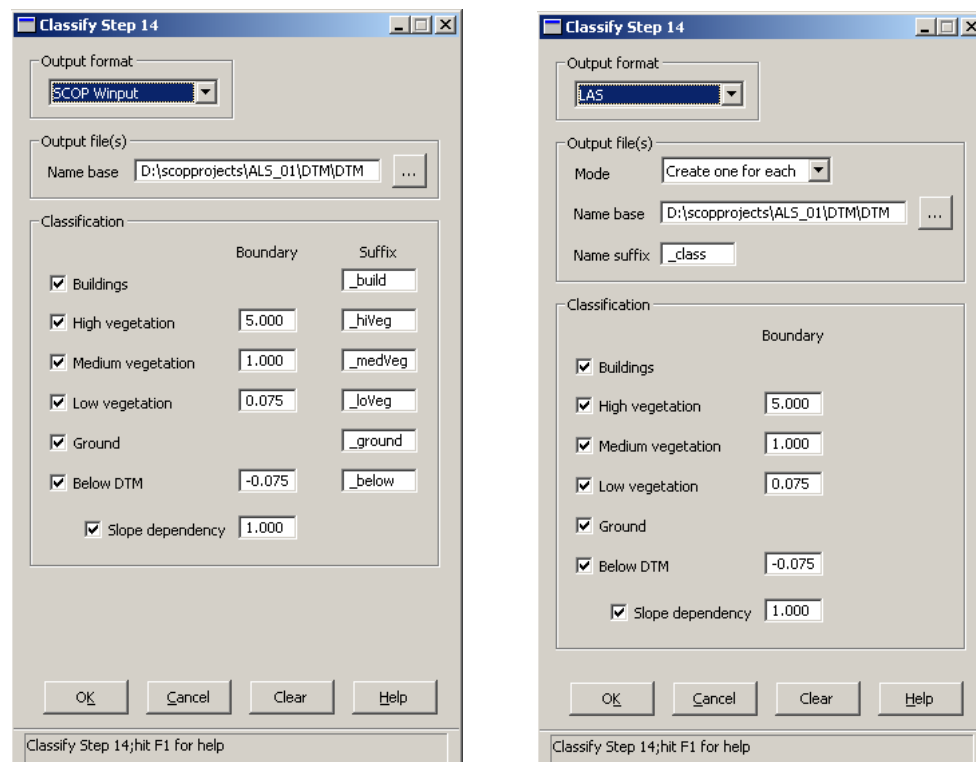 Classify Step 14
Output format
SCOP Winput
Output file(s)
Name base D:\scopprojects\ALS_01\DTM\DTM ...
Classification
Boundary Suffix
Buildings _build
High vegetation 5.000 _hiVeg
Medium vegetation 1.000 _medVeg
Low vegetation 0.075 _loVeg
Ground _ground
Below DTM -0.075 _below
Slope dependency 1.000
OK Cancel Clear Help
Classify Step 14;hit F1 for help
Classify Step 14
Output format
LAS
Output file(s)
Mode Create one for each
Name base D:\scopprojects\ALS_01\DTM\DTM ...
Name suffix _class
Classification
Boundary
Buildings
High vegetation 5.000
Medium vegetation 1.000
Low vegetation 0.075
Ground
Below DTM -0.075
Slope dependency 1.000
OK Cancel Clear Help
Classify Step 14;hit F1 for help